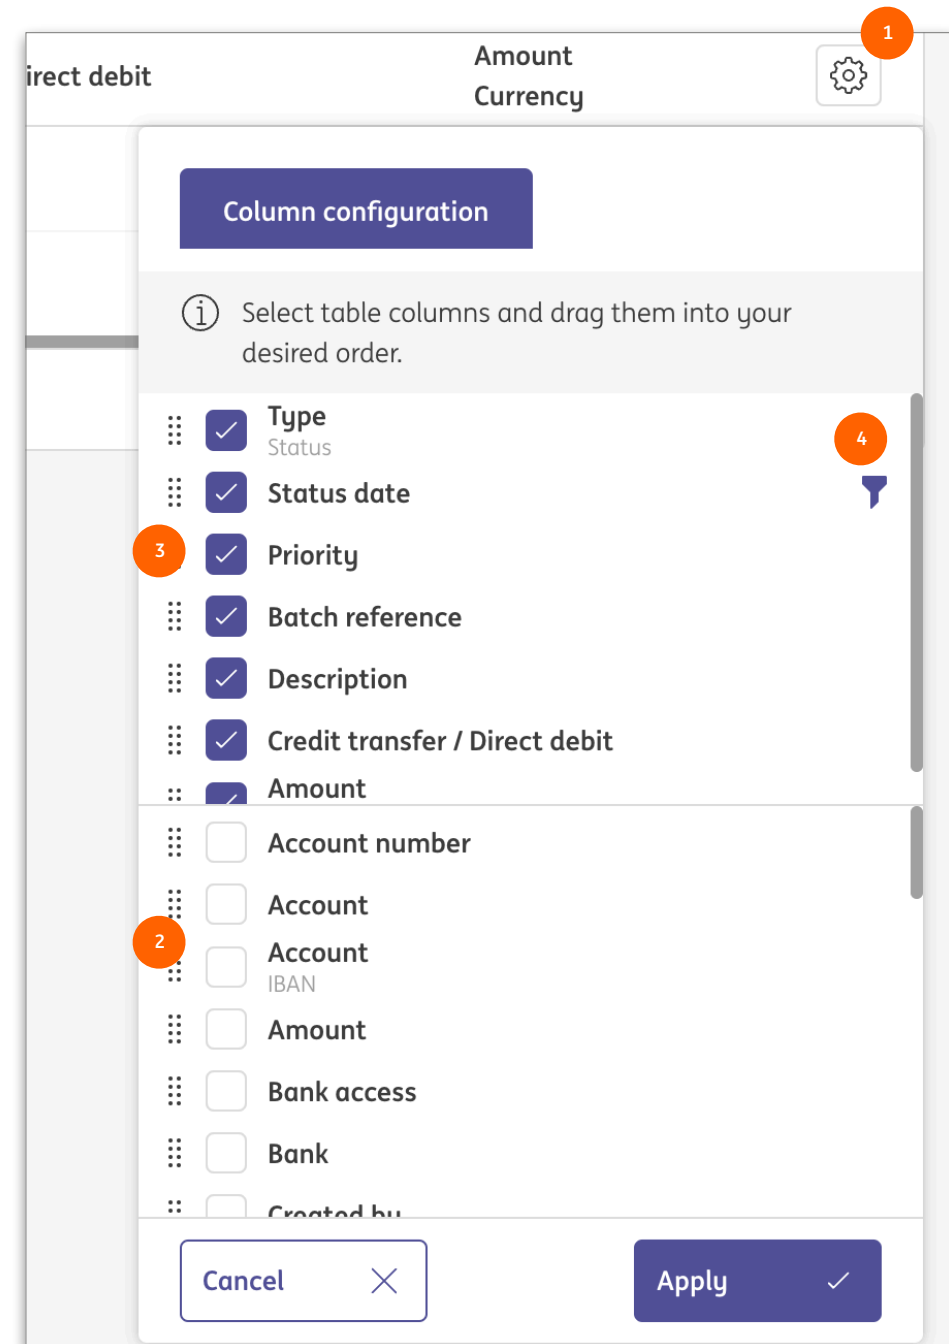 1
irect debit
Amount
Currency
Column configuration
Select table columns and drag them into your
desired order.
Type
Status
4
Status date
3
Priority
Batch reference
Description
Credit transfer / Direct debit
Amount
Account number
Account
2
Account
IBAN
Amount
Bank access
Bank
Created by
Cancel
Apply